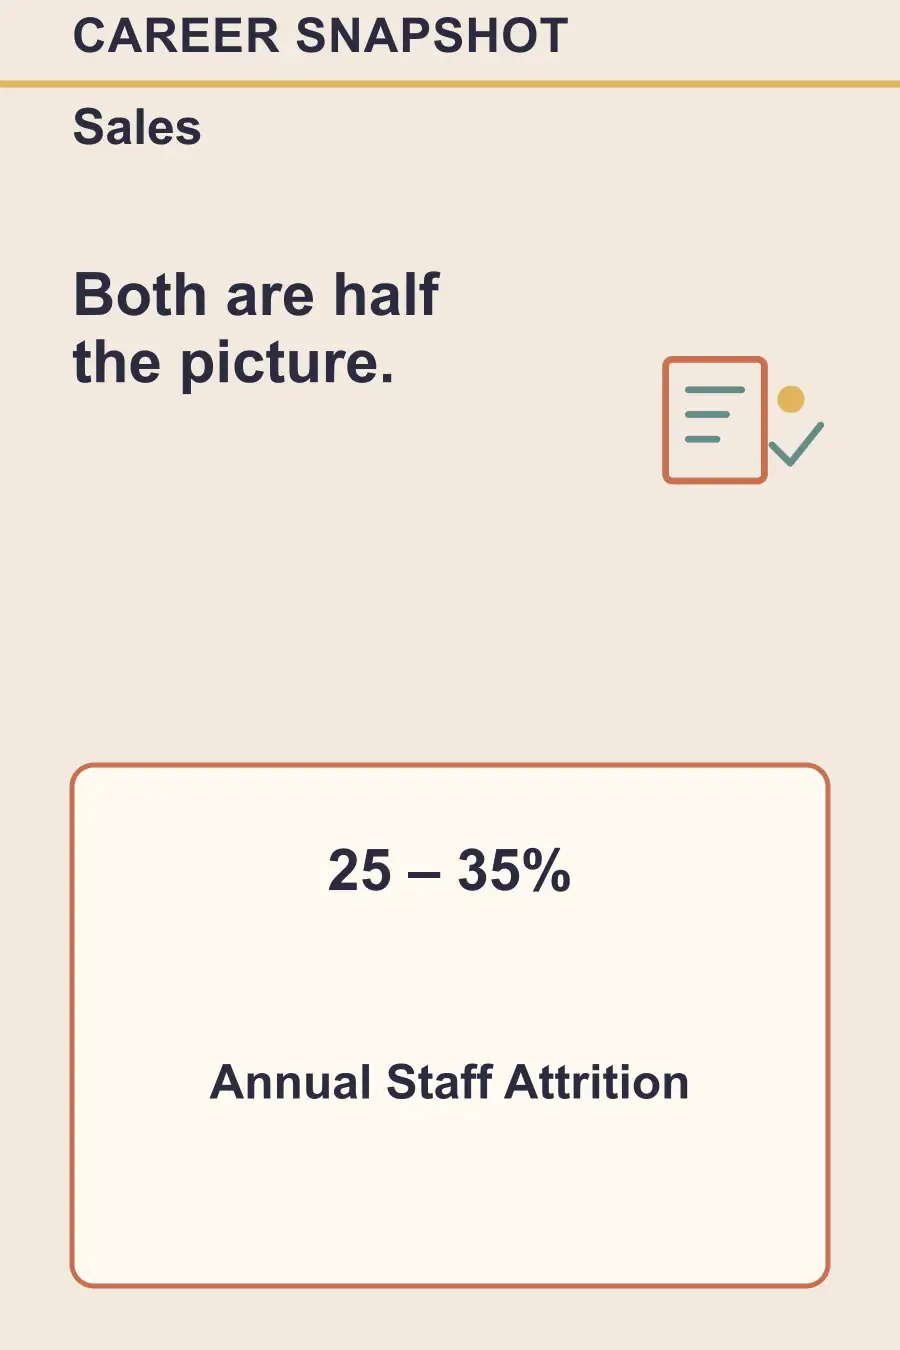 CAREER SNAPSHOT
Sales
Both are half
the picture.
25 – 35%
Annual Staff Attrition